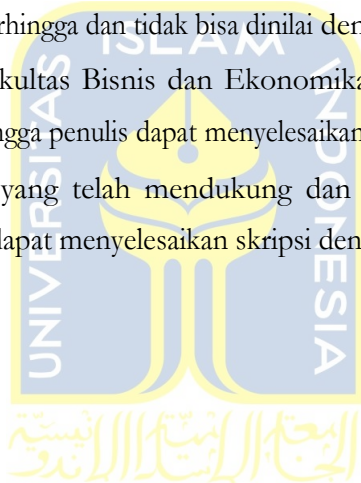 rhingga dan tidak bisa dinilai den
ISLAM
kultas Bisnis dan Ekonomika
ngga penulis dapat menyelesaikan
yang telah mendukung dan
dapat menyelesaikan skripsi den
UNIVERSITAS
INDONESIA